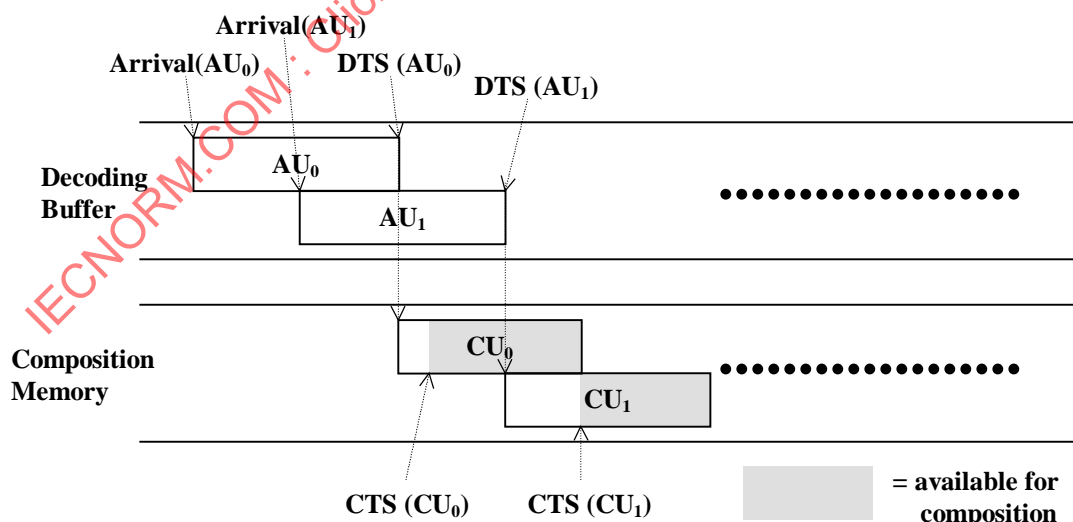 Arrival(AU₁)
Arrival(AU₀)
DTS (AU₀)
DTS (AU₁)
Decoding
Buffer
AU₀
AU₁
Composition
Memory
CU₀
CU₁
CTS (CU₀)
CTS (CU₁)
= available for
composition
IECNORM.COM : Click